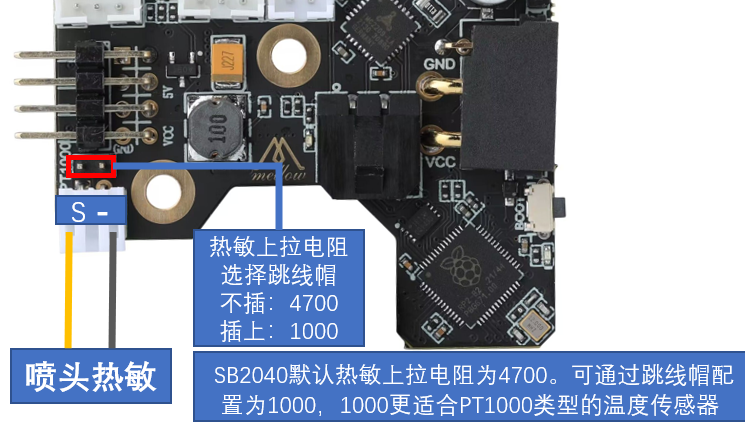 J227
5V
VCC
100
GND
VCC
PT1000
mellow
BOOT
S -
热敏上拉电阻
选择跳线帽
不插：4700
插上：1000
喷头热敏
SB2040默认热敏上拉电阻为4700。可通过跳线帽配
置为1000，1000更适合PT1000类型的温度传感器